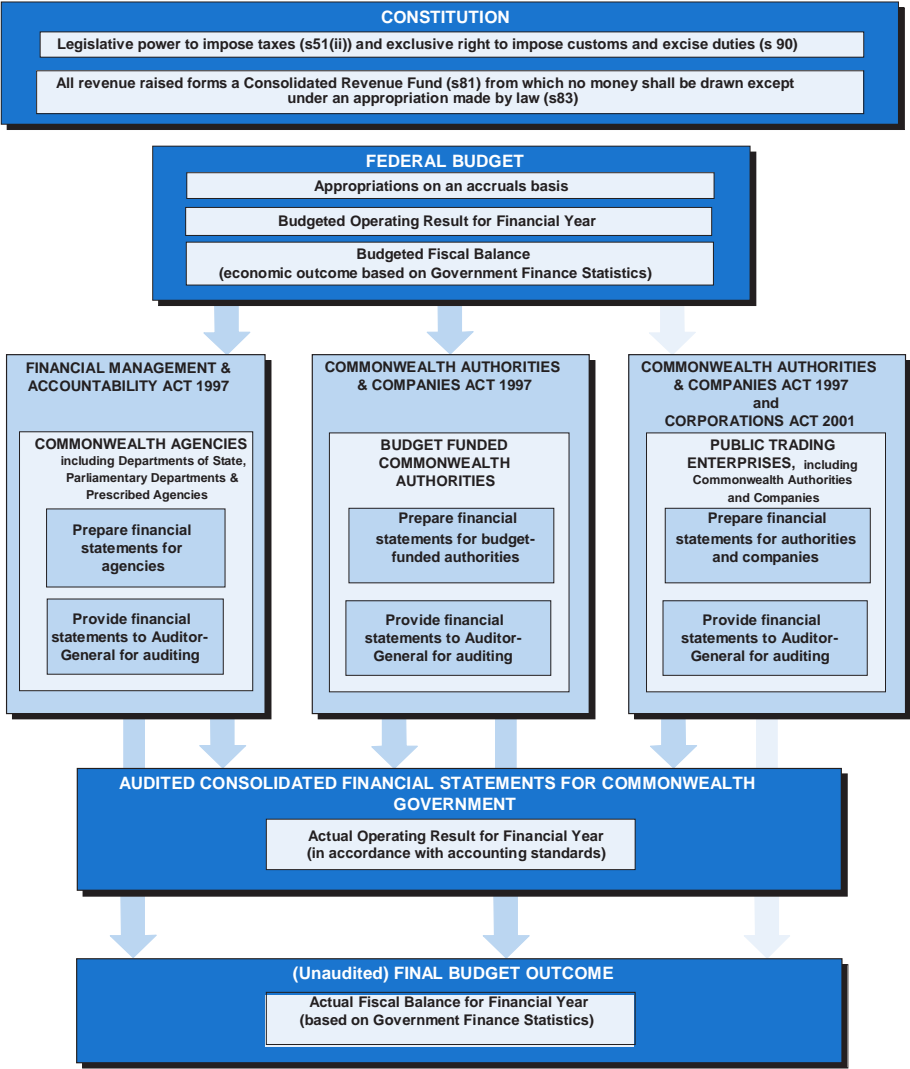 CONSTITUTION
Legislative power to impose taxes (s51(ii)) and exclusive right to impose customs and excise duties (s 90)
All revenue raised forms a Consolidated Revenue Fund (s81) from which no money shall be drawn except
under an appropriation made by law (s83)
FEDERAL BUDGET
Appropriations on an accruals basis
Budgeted Operating Result for Financial Year
Budgeted Fiscal Balance
(economic outcome based on Government Finance Statistics)
FINANCIAL MANAGEMENT &
ACCOUNTABILITY ACT 1997
COMMONWEALTH AGENCIES
including Departments of State,
Parliamentary Departments &
Prescribed Agencies
Prepare financial
statements for
agencies
Provide financial
statements to Auditor-
General for auditing
COMMONWEALTH AUTHORITIES
& COMPANIES ACT 1997
BUDGET FUNDED
COMMONWEALTH
AUTHORITIES
Prepare financial
statements for budget-
funded authorities
Provide financial
statements to Auditor-
General for auditing
COMMONWEALTH AUTHORITIES
& COMPANIES ACT 1997
and
CORPORATIONS ACT 2001
PUBLIC TRADING
ENTERPRISES, including
Commonwealth Authorities
and Companies
Prepare financial
statements for authorities
and companies
Provide financial
statements to Auditor-
General for auditing
AUDITED CONSOLIDATED FINANCIAL STATEMENTS FOR COMMONWEALTH
GOVERNMENT
Actual Operating Result for Financial Year
(in accordance with accounting standards)
(Unaudited) FINAL BUDGET OUTCOME
Actual Fiscal Balance for Financial Year
(based on Government Finance Statistics)